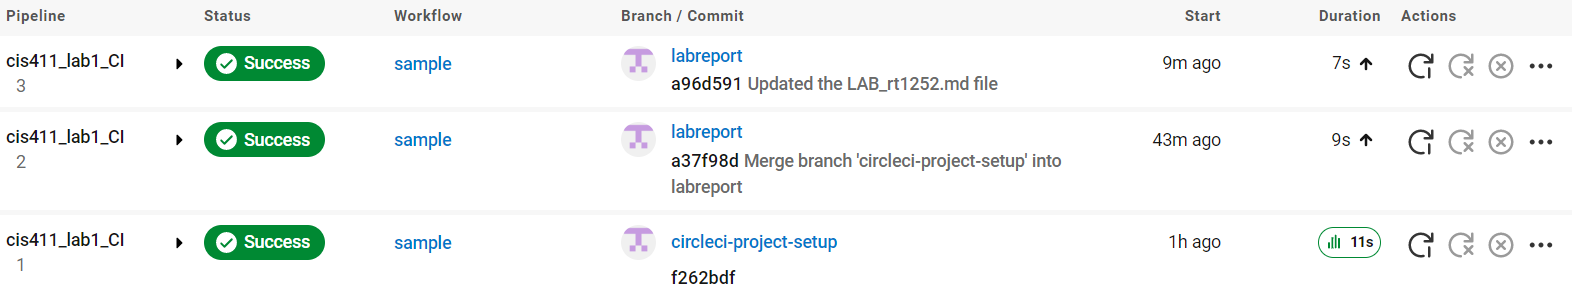 Pipeline Status Workflow Branch / Commit Start Duration Actions
cis411_lab1_CI Success sample labreport 9m ago 7s
3 a96d591 Updated the LAB_rt1252.md file
cis411_lab1_CI Success sample labreport 43m ago 9s
2 a37f98d Merge branch 'circleci-project-setup' into
labreport
cis411_lab1_CI Success sample circleci-project-setup 1h ago 11s
1 f262bdf